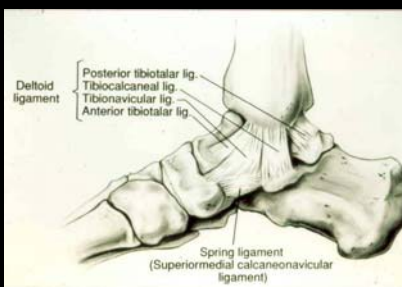 Deltoid
ligament
Posterior tibiotalar lig.
Tibiocalcaneal lig.
Tibionavicular lig.
Anterior tibiotalar lig.
Spring ligament
(Superiormedial calcaneonavicular
ligament)